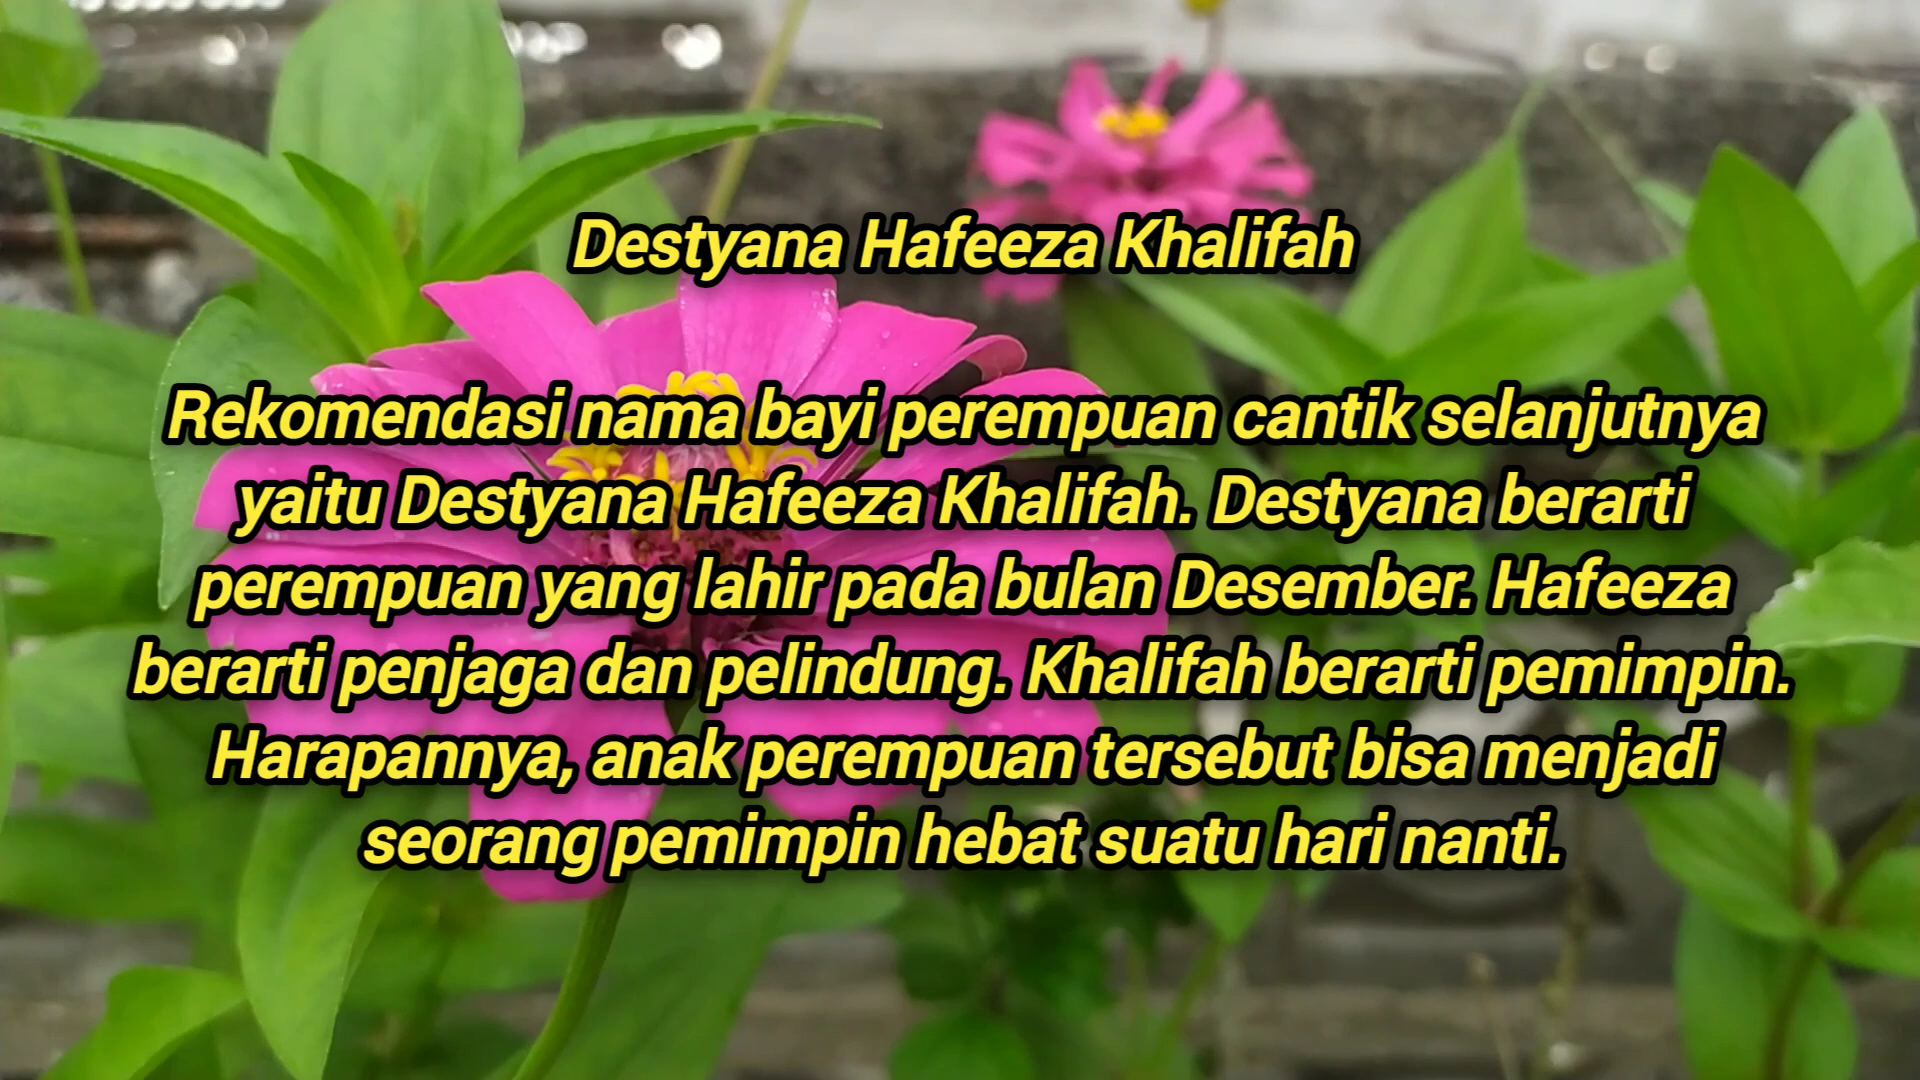 Destyana Hafeeza Khalifah
Rekomendasi nama bayi perempuan cantik selanjutnya
yaitu Destyana Hafeeza Khalifah. Destyana berarti
perempuan yang lahir pada bulan Desember. Hafeeza
berarti penjaga dan pelindung. Khalifah berarti pemimpin.
Harapannya, anak perempuan tersebut bisa menjadi
seorang pemimpin hebat suatu hari nanti.